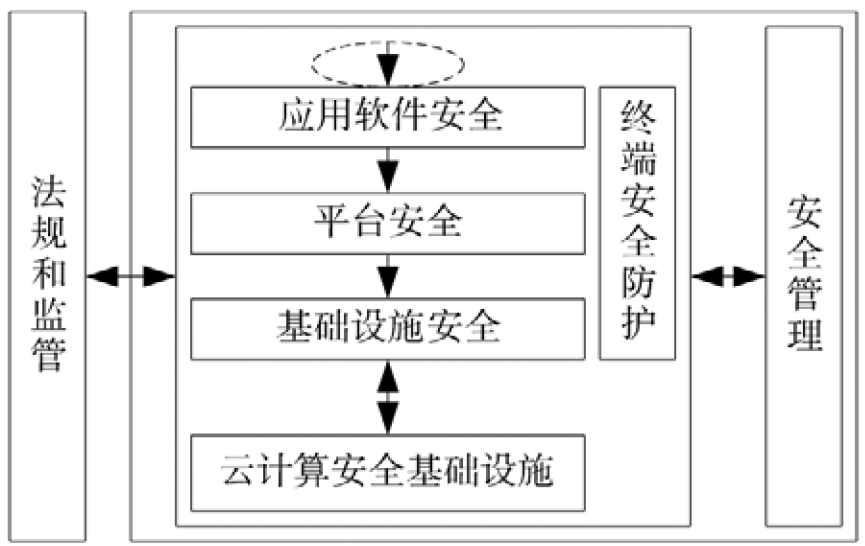 法规和监管
应用软件安全
平台安全
基础设施安全
云计算安全基础设施
终端安全防护
安全管理